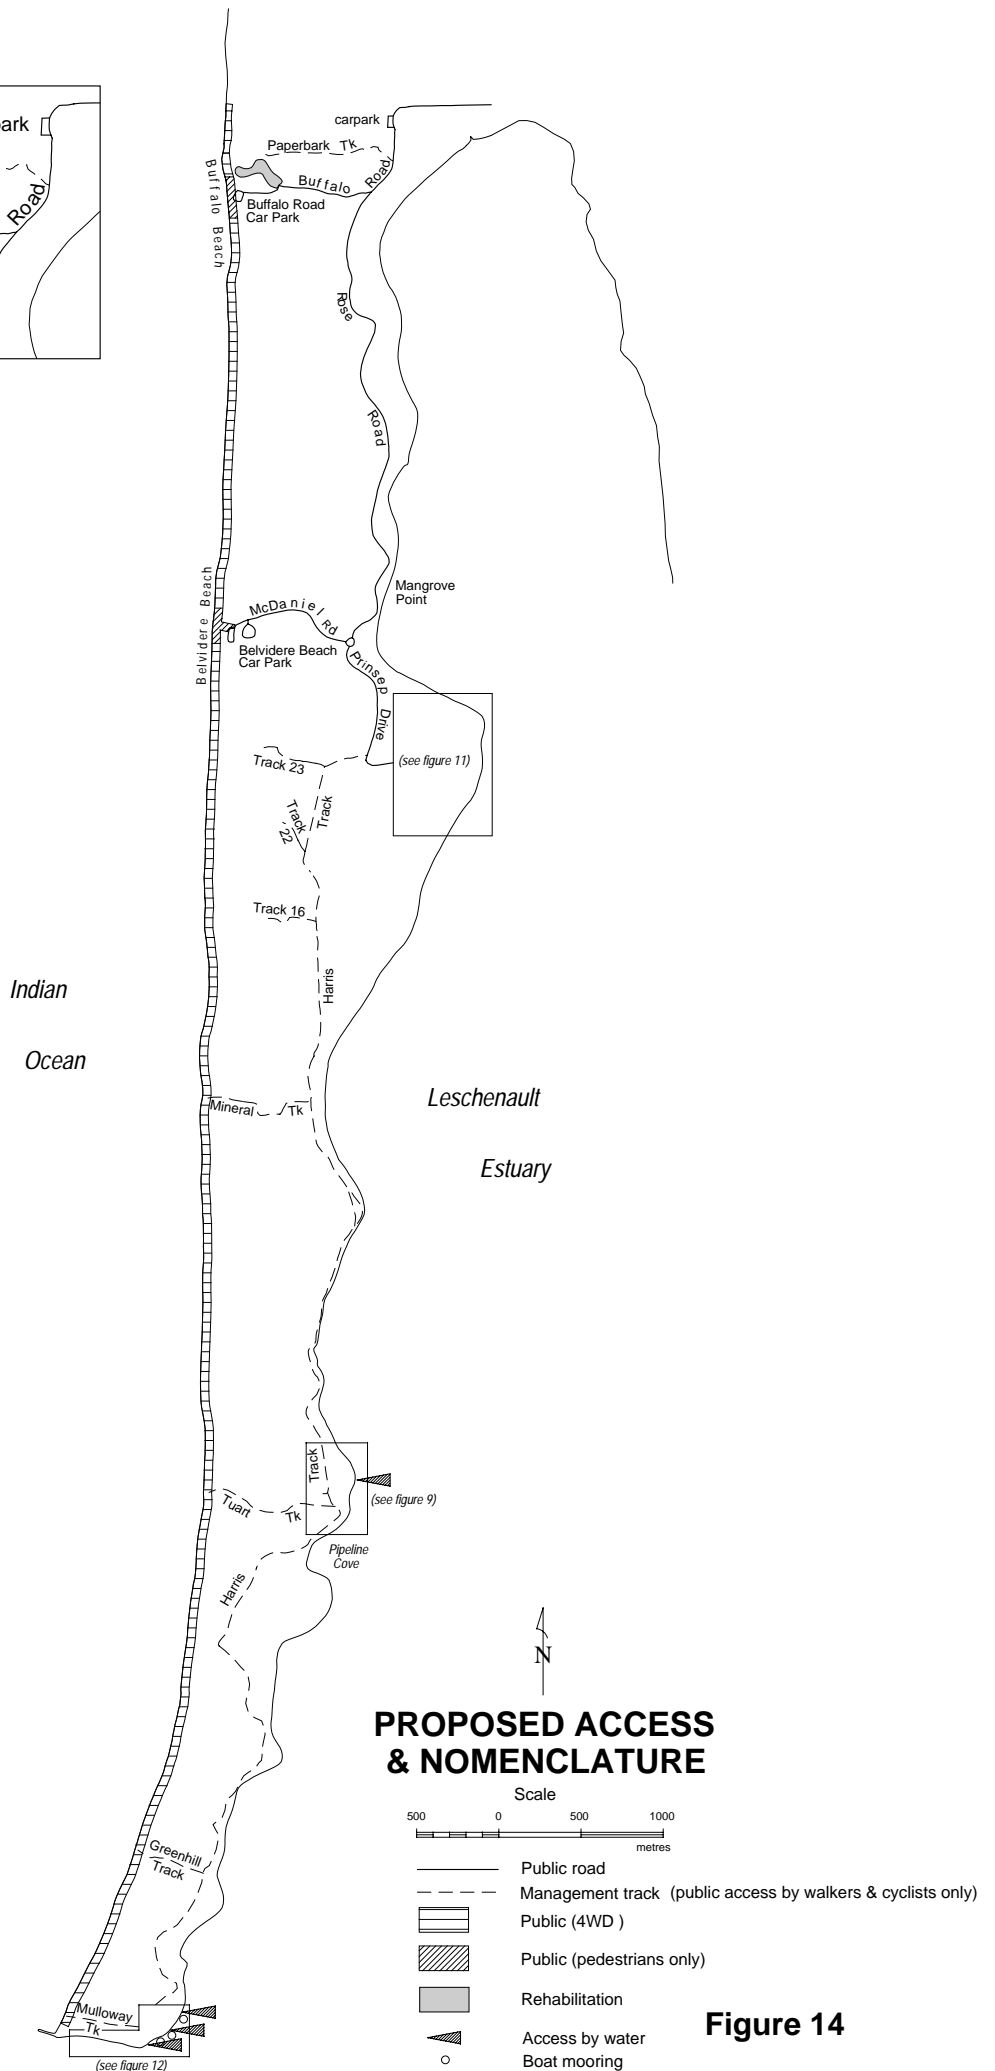 ark
Road
carpark
Paperbark Tk
Buffalo Road
Buffalo Beach
Buffalo Road
Car Park
Rose
Road
Mangrove
Point
Belvidere Beach
McDaniel Rd
Belvidere Beach
Car Park
Prinsep Drive
(see figure 11)
Track 23
Track
Track
22
Track 16
Harris
Indian
Ocean
Leschenault
Estuary
Mineral Tk
Track
(see figure 9)
Tuart Tk
Pipeline
Cove
Harris
N
PROPOSED ACCESS
& NOMENCLATURE
Scale
500 0 500 1000
metres
Public road
Management track (public access by walkers & cyclists only)
Public (4WD )
Public (pedestrians only)
Rehabilitation
Access by water
Boat mooring
Figure 14
Greenhill
Track
Mulloway
Tk
(see figure 12)